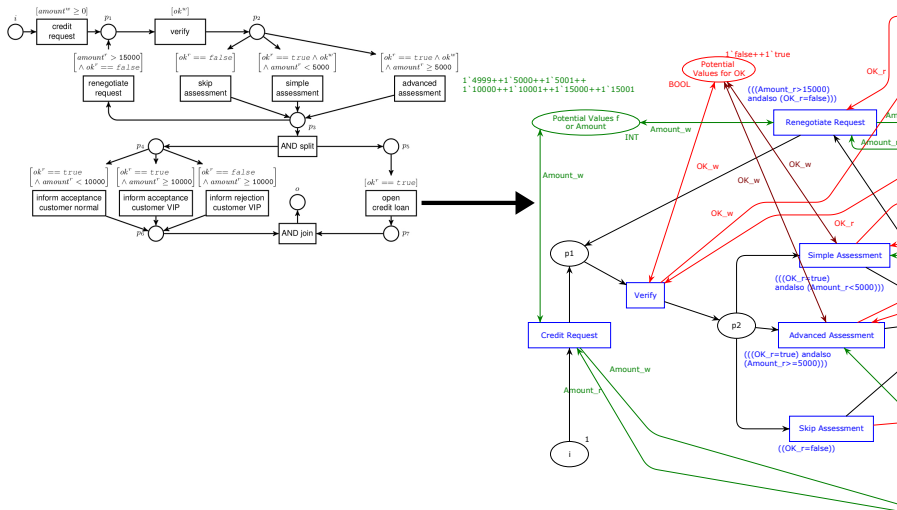 i
[amount^w ≥ 0]
credit
request
p1
[ok^w]
verify
p2
[amount^r > 15000
∧ ok^r == false]
[ok^r == false]
[ok^r == true ∧ ok^w
∧ amount^r < 5000]
[ok^r == true ∧ ok^w
∧ amount^r ≥ 5000]
renegotiate
request
skip
assessment
simple
assessment
advanced
assessment
p3
AND split
p4
p5
[ok^r == true
∧ amount^r < 10000]
[ok^r == true
∧ amount^r ≥ 10000]
[ok^r == false
∧ amount^r ≥ 10000]
[ok^r == true]
inform acceptance
customer normal
inform acceptance
customer VIP
inform rejection
customer VIP
o
open
credit loan
p6
AND join
p7
1`false++1`true
Potential
Values for OK
BOOL
OK_r
1`4999++1`5000++1`5001++
1`10000++1`10001++1`15000++1`15001
(((Amount_r>15000)
andalso (OK_r=false)))
Potential Values f
or Amount
INT
Amount_w
Renegotiate Request
Amount_w
OK_w
OK_w
OK_w
OK_w
OK_r
p1
Simple Assessment
(((OK_r=true)
andalso (Amount_r<5000)))
Verify
p2
Credit Request
Advanced Assessment
(((OK_r=true) andalso
(Amount_r>=5000)))
Amount_w
Amount_r
Skip Assessment
((OK_r=false))
i
1